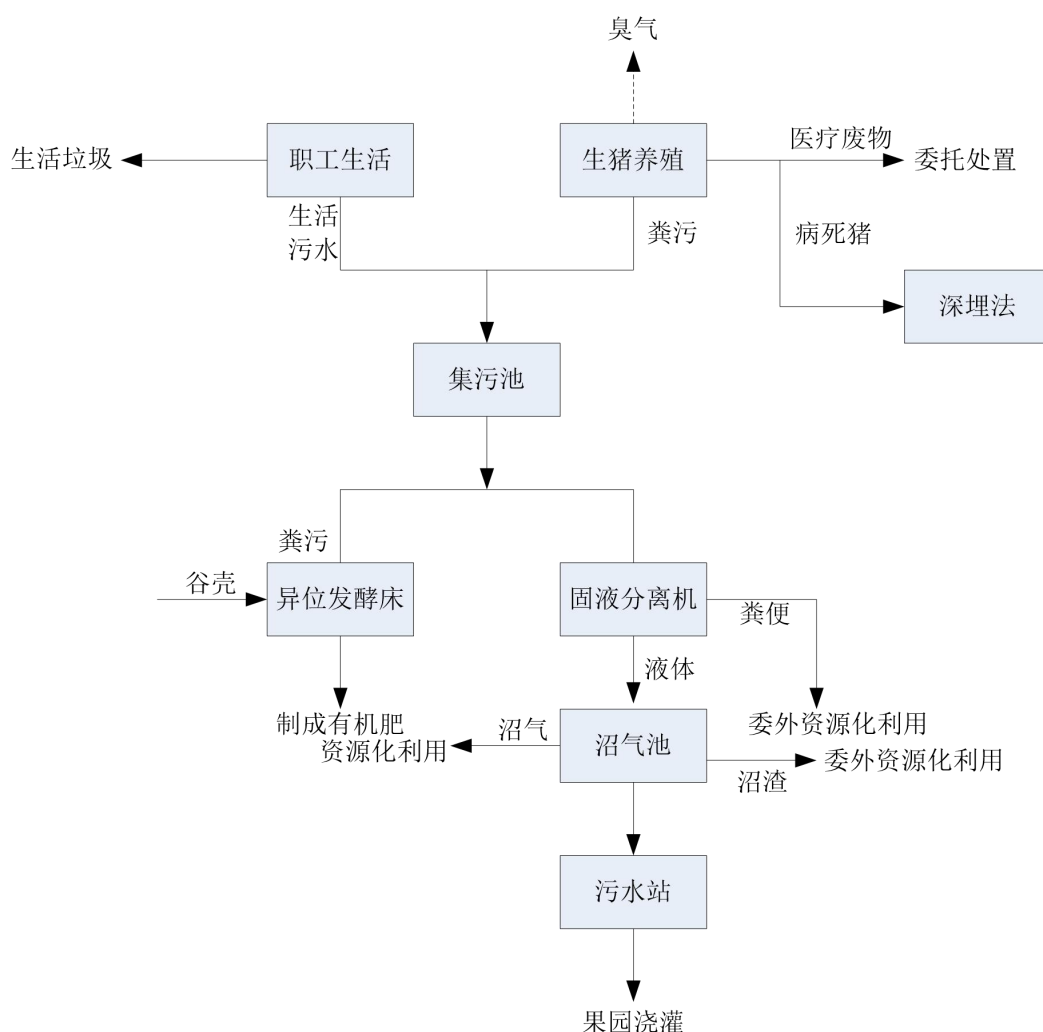 臭气
生活垃圾
职工生活
生猪养殖
医疗废物
委托处置
生活
污水
粪污
病死猪
深埋法
集污池
粪污
谷壳
异位发酵床
固液分离机
粪便
液体
制成有机肥
资源化利用
沼气
沼气池
委外资源化利用
沼渣
委外资源化利用
污水站
果园浇灌